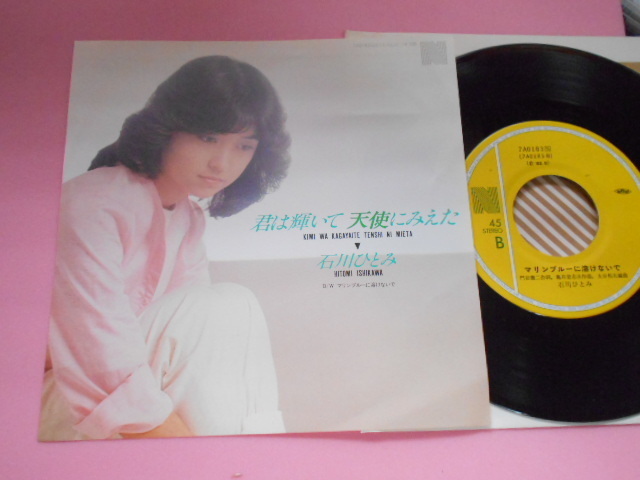 君は輝いて天使にみえた
KIMI WA KAGAYAITE TENSHI NI MIETA
石川ひとみ
HITOMI ISHIKAWA
マリンブルーに溶けないで
N
45
STEREO
B
マリンブルーに溶けないで
石川ひとみ